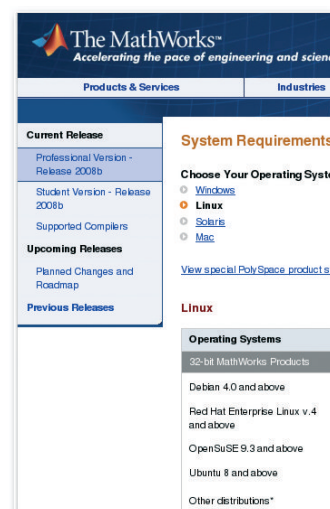 The MathWorks™
Accelerating the pace of engineering and scien
Products & Services
Industries
Current Release
Professional Version -
Release 2008b
Student Version - Release
2008b
Supported Compilers
Upcoming Releases
Planned Changes and
Roadmap
Previous Releases
System Requirements
Choose Your Operating Syste
Windows
Linux
Solaris
Mac
View special PolySpace product s
Linux
Operating Systems
32-bit MathWorks Products
Debian 4.0 and above
Red Hat Enterprise Linux v.4
and above
OpenSuSE 9.3 and above
Ubuntu 8 and above
Other distributions*